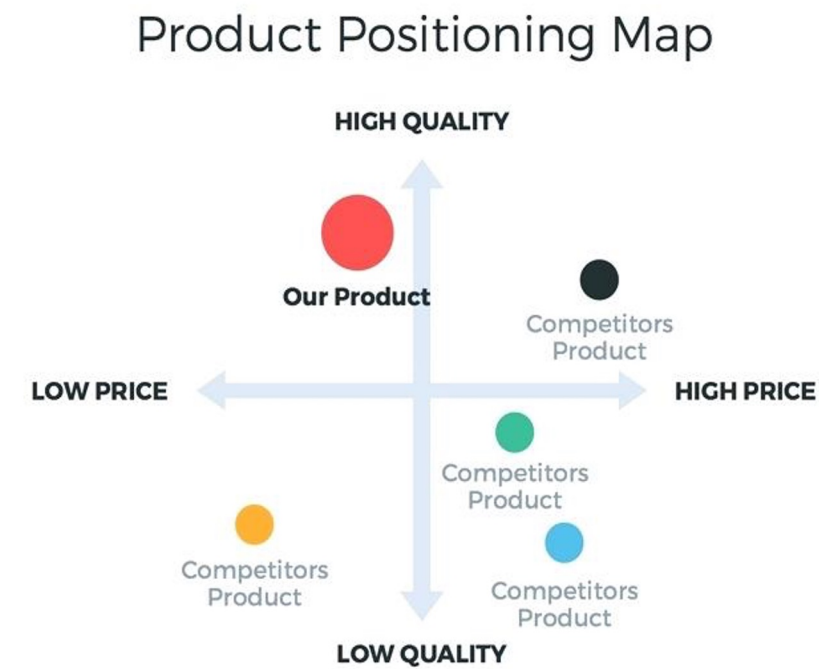 Product Positioning Map
HIGH QUALITY
Our Product
Competitors
Product
LOW PRICE
HIGH PRICE
Competitors
Product
Competitors
Product
Competitors
Product
LOW QUALITY